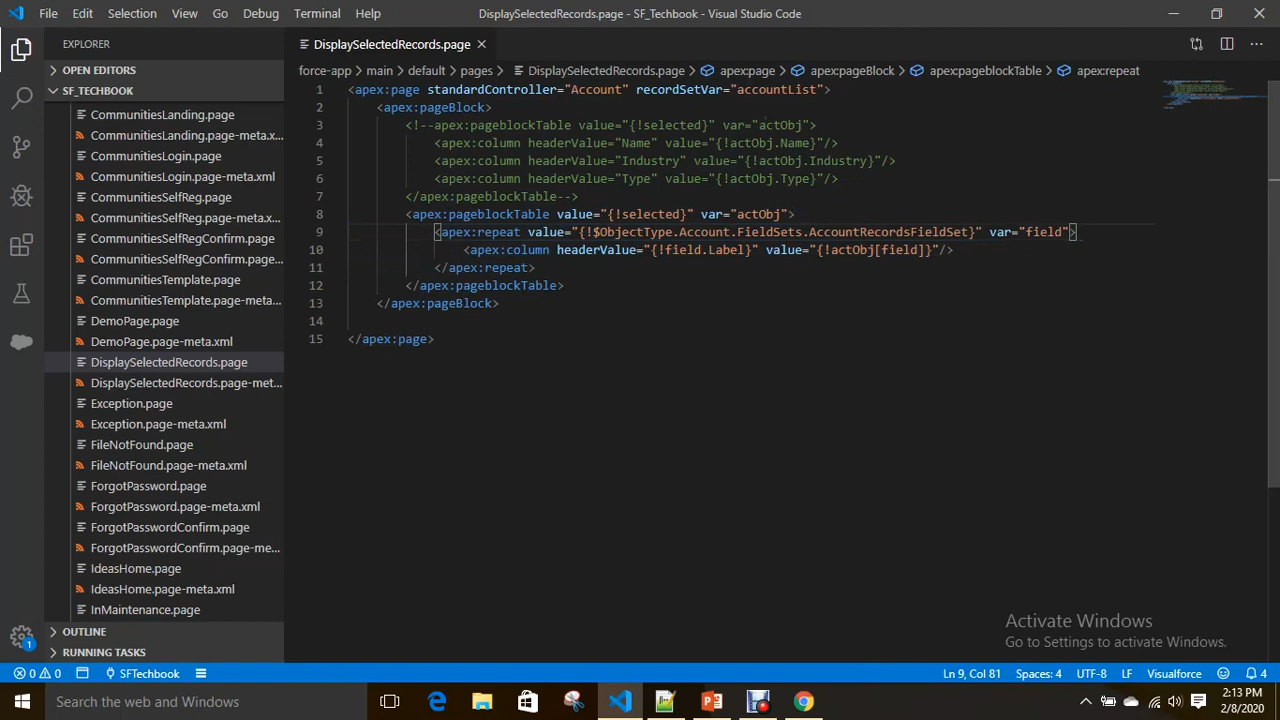 File Edit Selection View Go Debug Terminal Help DisplaySelectedRecords.page - SF_Techbook - Visual Studio Code
EXPLORER
OPEN EDITORS
SF_TECHBOOK
CommunitiesLanding.page
CommunitiesLanding.page-meta.x...
CommunitiesLogin.page
CommunitiesLogin.page-meta.xml
CommunitiesSelfReg.page
CommunitiesSelfReg.page-meta.x...
CommunitiesSelfRegConfirm.page
CommunitiesSelfRegConfirm.page-...
CommunitiesTemplate.page
CommunitiesTemplate.page-meta....
DemoPage.page
DemoPage.page-meta.xml
DisplaySelectedRecords.page
DisplaySelectedRecords.page-met...
Exception.page
Exception.page-meta.xml
FileNotFound.page
FileNotFound.page-meta.xml
ForgotPassword.page
ForgotPassword.page-meta.xml
ForgotPasswordConfirm.page
ForgotPasswordConfirm.page-me...
IdeasHome.page
IdeasHome.page-meta.xml
InMaintenance.page
OUTLINE
RUNNING TASKS
DisplaySelectedRecords.page
force-app > main > default > pages > DisplaySelectedRecords.page > apex:page > apex:pageBlock > apex:pageblockTable > apex:repeat
1 <apex:page standardController="Account" recordSetVar="accountList">
2 <apex:pageBlock>
3 <!--apex:pageblockTable value="{!selected}" var="actObj">
4 <apex:column headerValue="Name" value="{!actObj.Name}"/>
5 <apex:column headerValue="Industry" value="{!actObj.Industry}"/>
6 <apex:column headerValue="Type" value="{!actObj.Type}"/>
7 </apex:pageblockTable-->
8 <apex:pageblockTable value="{!selected}" var="actObj">
9 <apex:repeat value="{!$ObjectType.Account.FieldSets.AccountRecordsFieldSet}" var="field">
10 <apex:column headerValue="{!field.Label}" value="{!actObj[field]}"/>
11 </apex:repeat>
12 </apex:pageblockTable>
13 </apex:pageBlock>
14
15 </apex:page>
Activate Windows
Go to Settings to activate Windows.
1
0 0 SFTechbook Ln 9, Col 81 Spaces: 4 UTF-8 LF Visualforce 4
Search the web and Windows
2:13 PM
2/8/2020